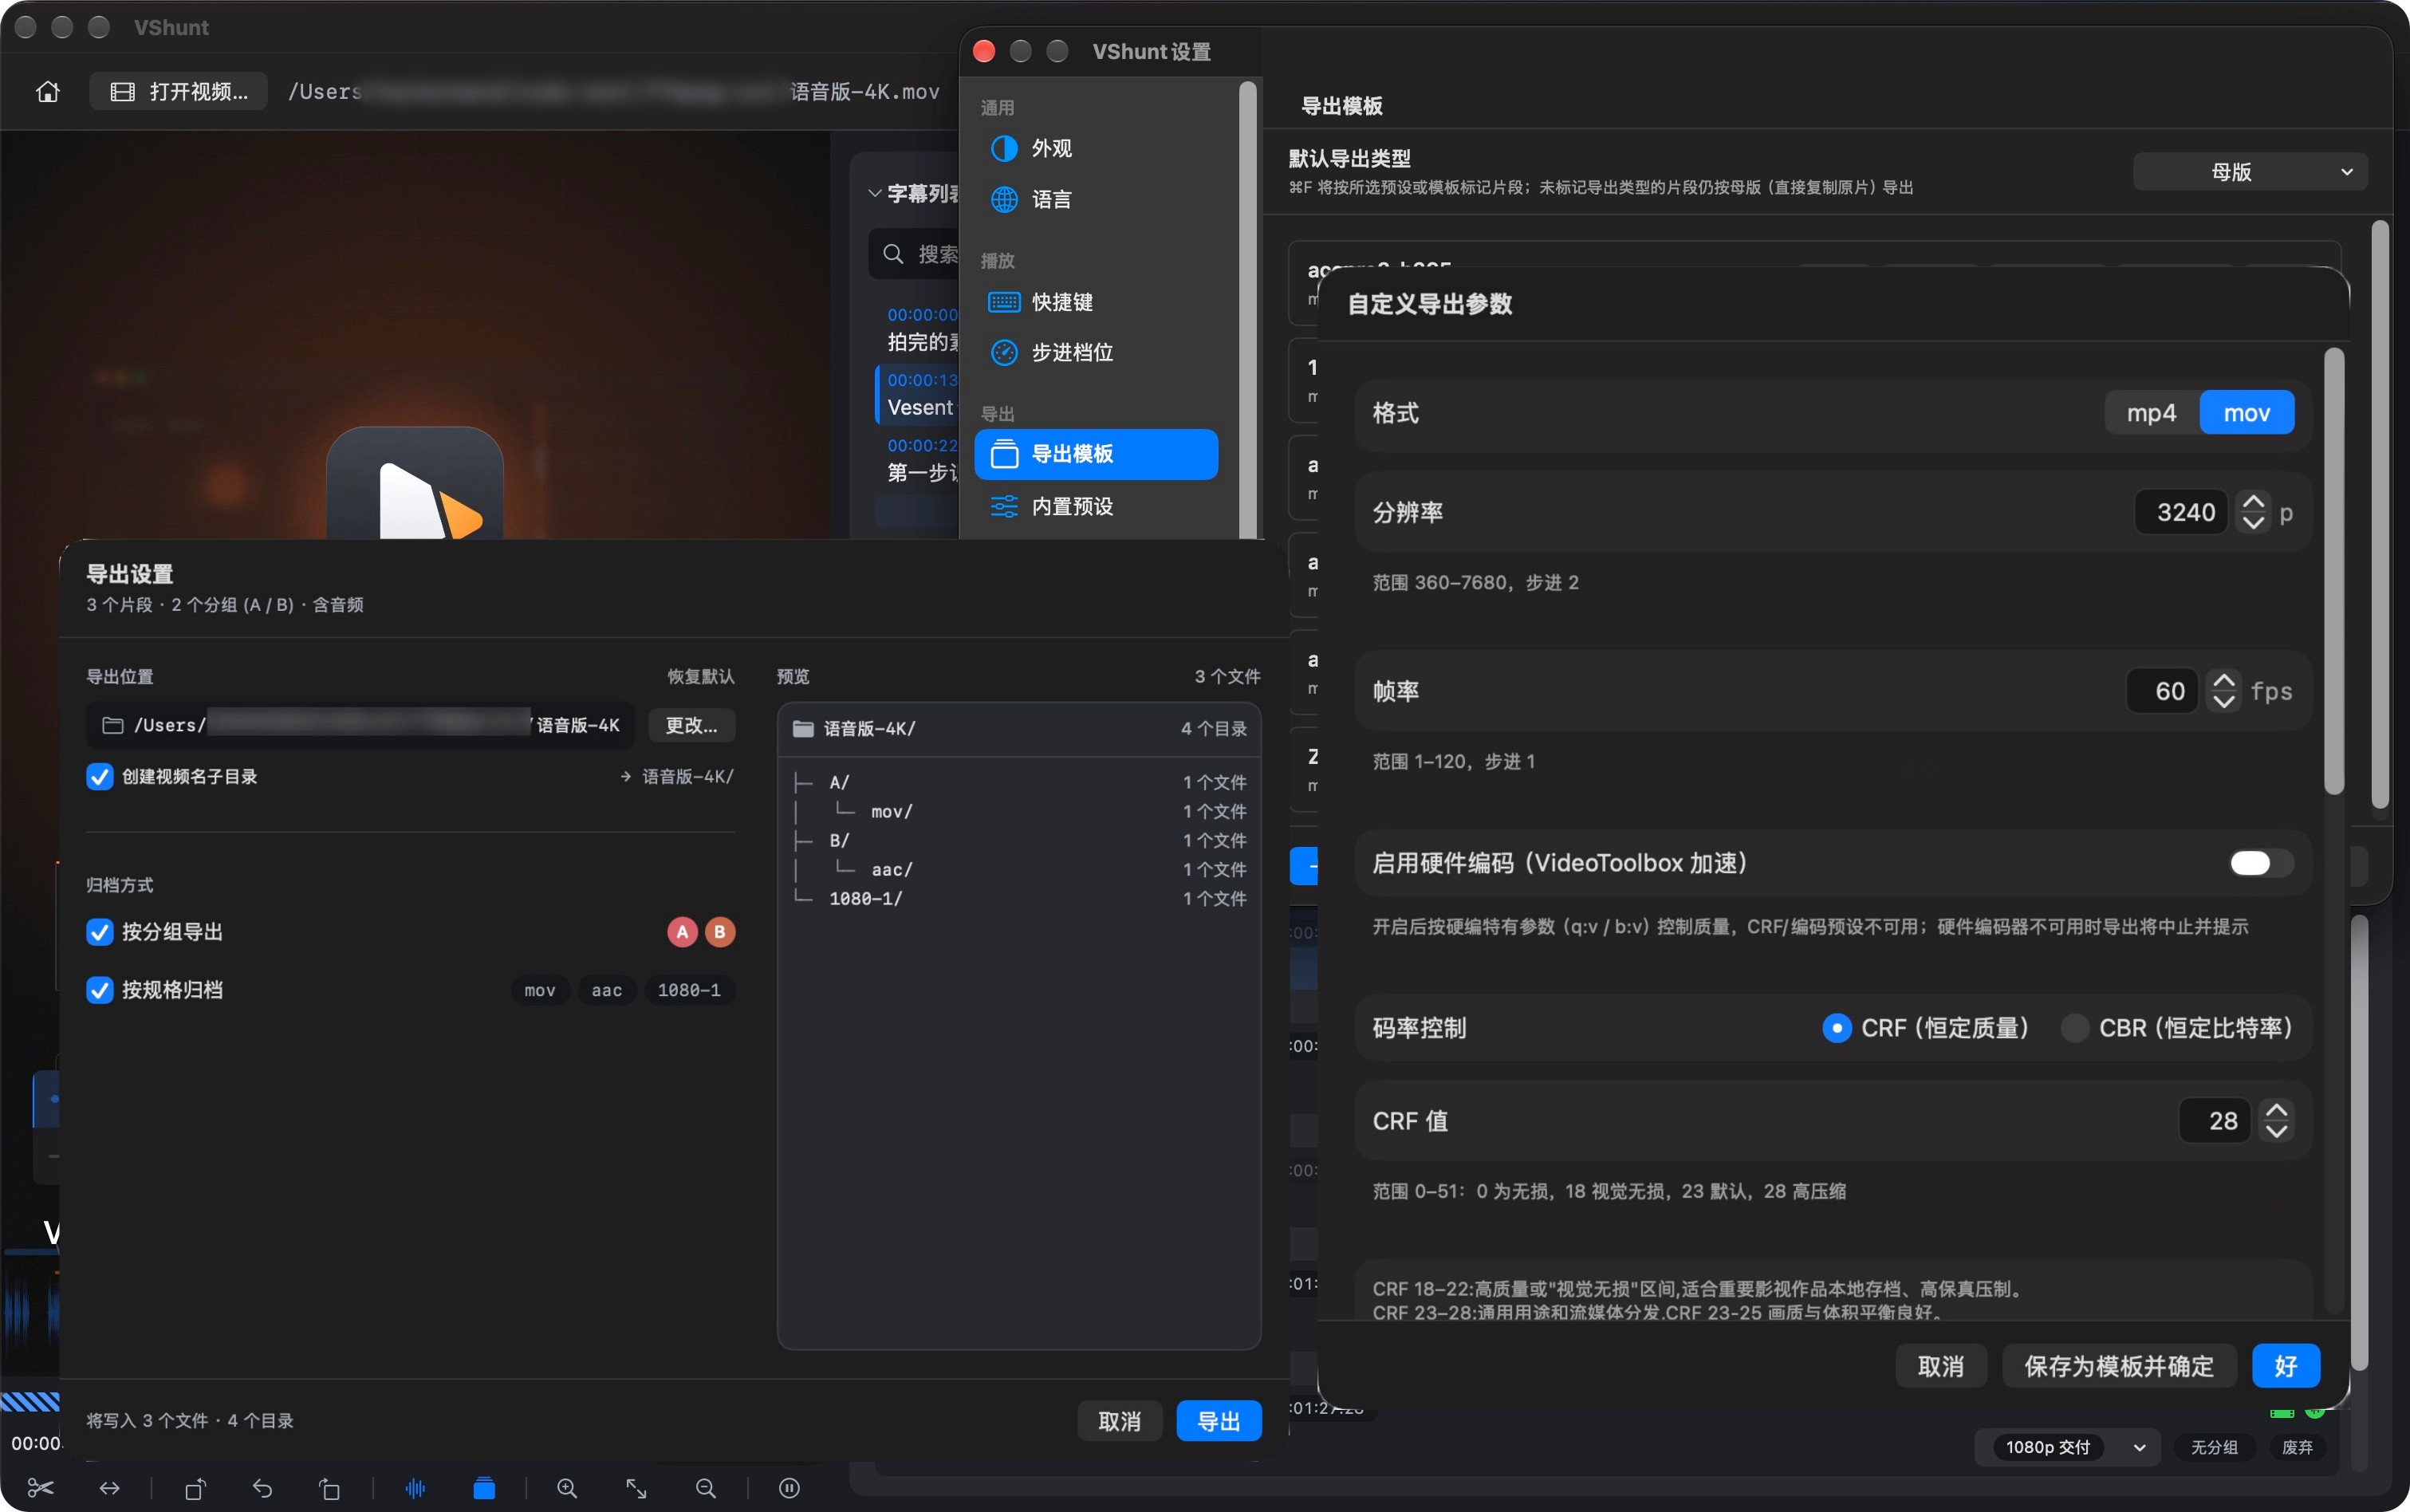 VShunt
打开视频...
/Users
语音版-4K.mov
字幕列表
搜索
00:00:00
拍完的
00:00:13
Vesent
00:00:22
第一步
VShunt 设置
通用
外观
语言
播放
快捷键
步进档位
导出
导出模板
内置预设
导出模板
默认导出类型
⌘F 将按所选预设或模板标记片段；未标记导出类型的片段仍按母版（直接复制原片）导出
母版
自定义导出参数
格式
mp4
mov
分辨率
3240
p
范围 360–7680，步进 2
帧率
60
fps
范围 1–120，步进 1
启用硬件编码（VideoToolbox 加速）
开启后按硬编特有参数（q:v / b:v）控制质量，CRF/编码预设不可用；硬件编码器不可用时导出将中止并提示
码率控制
CRF（恒定质量）
CBR（恒定比特率）
CRF 值
28
范围 0–51：0 为无损，18 视觉无损，23 默认，28 高压缩
CRF 18–22:高质量或"视觉无损"区间,适合重要影视作品本地存档、高保真压制。
CRF 23–28:通用用途和流媒体分发,CRF 23-25 画质与体积平衡良好。
取消
保存为模板并确定
好
导出设置
3 个片段 · 2 个分组 (A / B) · 含音频
导出位置
恢复默认
/Users/
语音版-4K
更改...
创建视频名子目录
→ 语音版-4K/
归档方式
按分组导出
A
B
按规格归档
mov
aac
1080-1
预览
3 个文件
语音版-4K/
4 个目录
A/
1 个文件
mov/
1 个文件
B/
1 个文件
aac/
1 个文件
1080-1/
1 个文件
将写入 3 个文件 · 4 个目录
取消
导出
00:00
1080p 交付
无分组
废弃